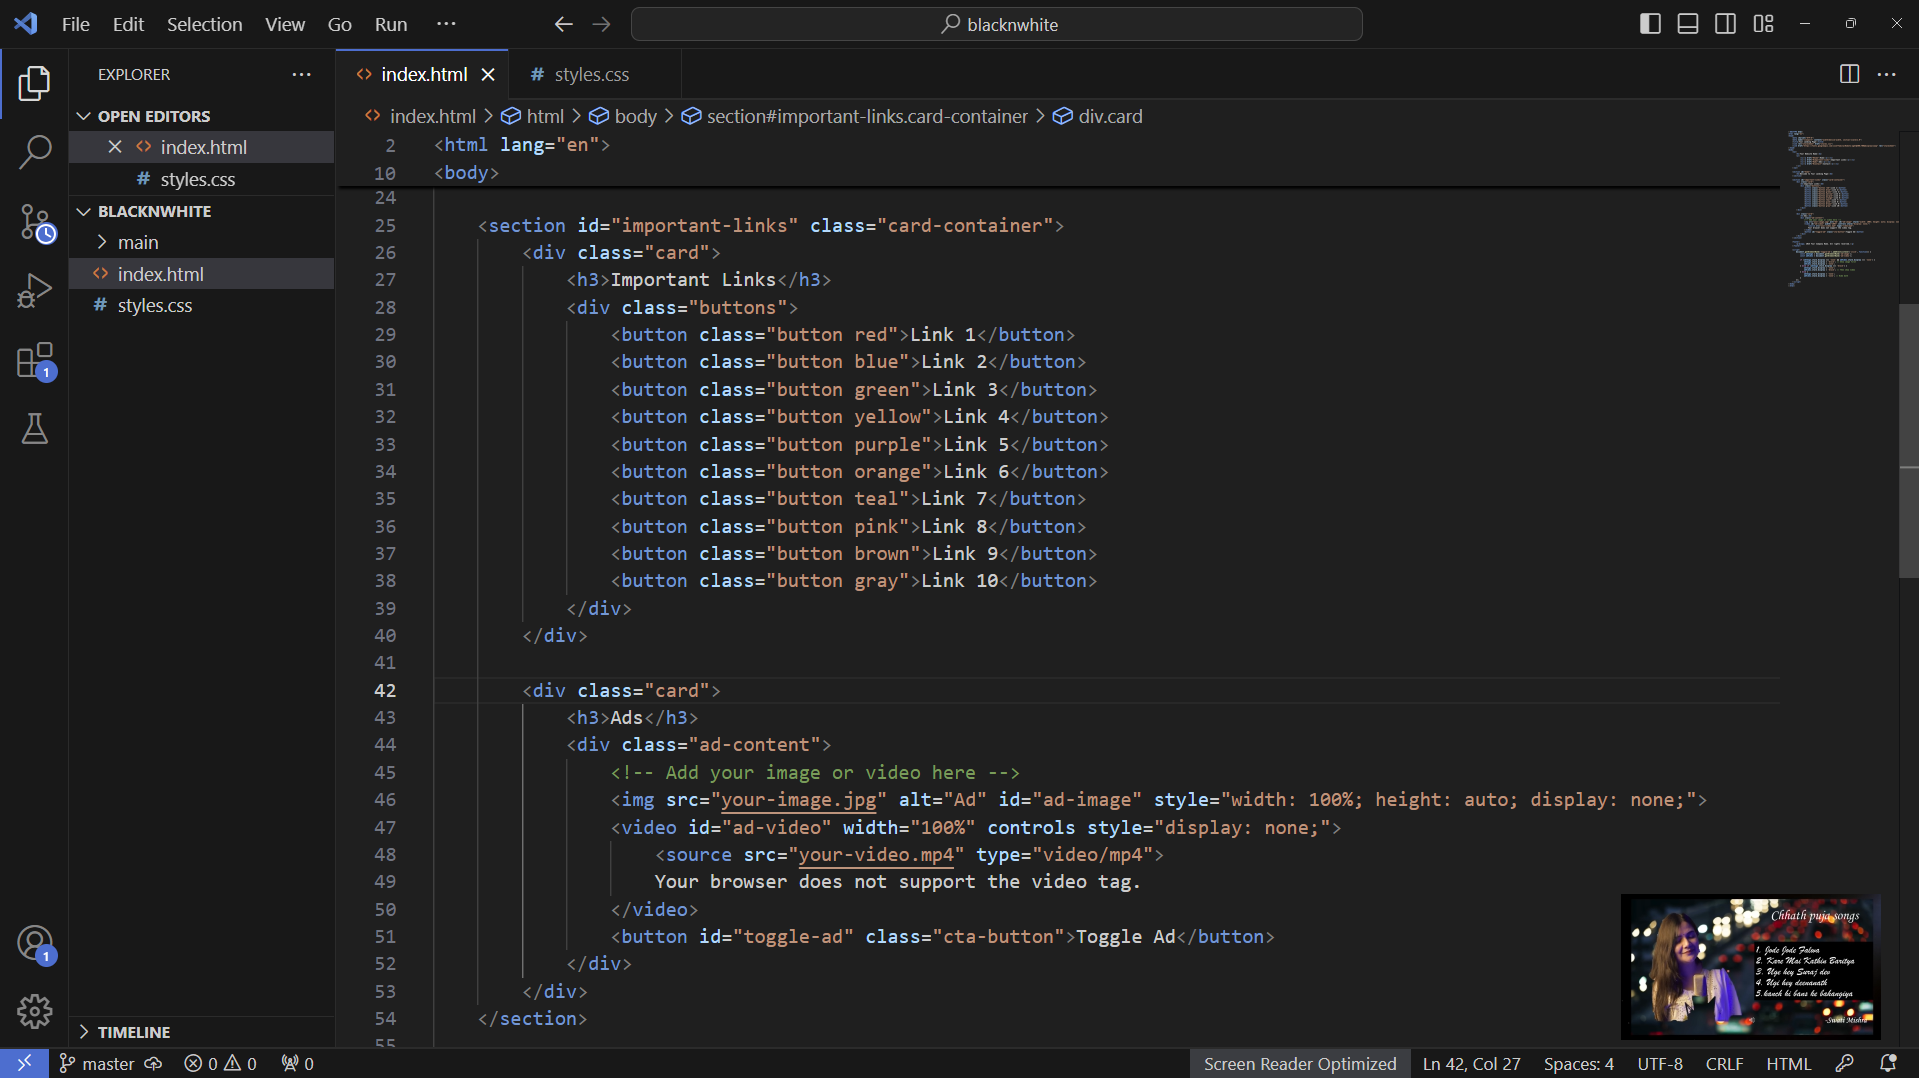 File Edit Selection View Go Run ··· blacknwhite
EXPLORER ···
OPEN EDITORS
index.html
# styles.css
BLACKNWHITE
main
index.html
# styles.css
TIMELINE
index.html
# styles.css
index.html > html > body > section#important-links.card-container > div.card
2 <html lang="en">
10 <body>
24
25 <section id="important-links" class="card-container">
26 <div class="card">
27 <h3>Important Links</h3>
28 <div class="buttons">
29 <button class="button red">Link 1</button>
30 <button class="button blue">Link 2</button>
31 <button class="button green">Link 3</button>
32 <button class="button yellow">Link 4</button>
33 <button class="button purple">Link 5</button>
34 <button class="button orange">Link 6</button>
35 <button class="button teal">Link 7</button>
36 <button class="button pink">Link 8</button>
37 <button class="button brown">Link 9</button>
38 <button class="button gray">Link 10</button>
39 </div>
40 </div>
41
42 <div class="card">
43 <h3>Ads</h3>
44 <div class="ad-content">
45 <!-- Add your image or video here -->
46 <img src="your-image.jpg" alt="Ad" id="ad-image" style="width: 100%; height: auto; display: none;">
47 <video id="ad-video" width="100%" controls style="display: none;">
48 <source src="your-video.mp4" type="video/mp4">
49 Your browser does not support the video tag.
50 </video>
51 <button id="toggle-ad" class="cta-button">Toggle Ad</button>
52 </div>
53 </div>
54 </section>
55
Chhath puja songs
1. Jode Jode Falwa
2. Kare Mai Kathin Baritya
3. Uge hey Suraj dev
4. Ugi hey deenanath
5. kanch hi bans ke bahangiya
-Swati Mishra
1
1
master 0 0 0
Screen Reader Optimized Ln 42, Col 27 Spaces: 4 UTF-8 CRLF HTML